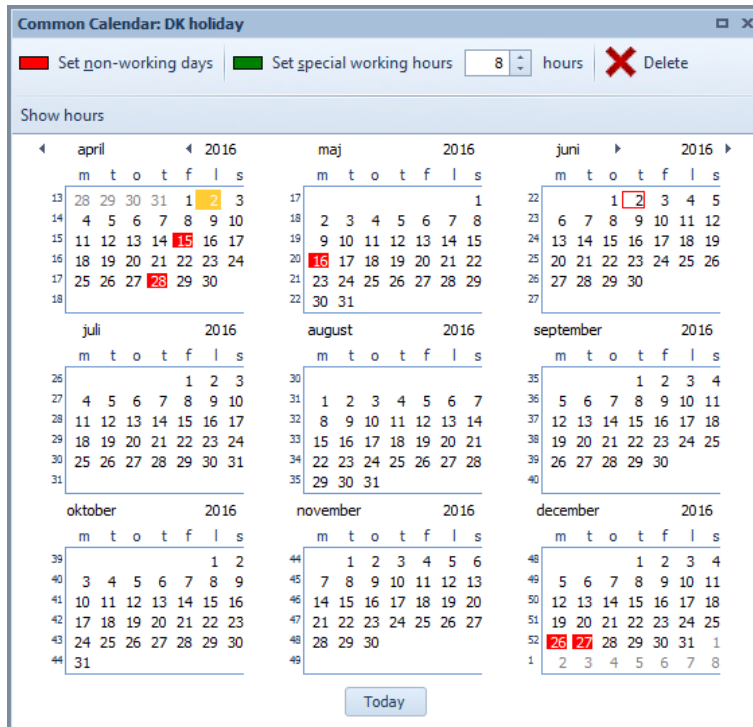 Common Calendar: DK holiday
Set non-working days Set special working hours 8 hours Delete
Show hours
april 2016 maj 2016 juni 2016
m t o t f l s m t o t f l s m t o t f l s
13 28 29 30 31 1 2 3 17 1 22 1 2 3 4 5
14 4 5 6 7 8 9 10 18 2 3 4 5 6 7 8 23 6 7 8 9 10 11 12
15 11 12 13 14 15 16 17 19 9 10 11 12 13 14 15 24 13 14 15 16 17 18 19
16 18 19 20 21 22 23 24 20 16 17 18 19 20 21 22 25 20 21 22 23 24 25 26
17 25 26 27 28 29 30 21 23 24 25 26 27 28 29 26 27 28 29 30
18 22 30 31 27
juli 2016 august 2016 september 2016
m t o t f l s m t o t f l s m t o t f l s
26 1 2 3 30 35 1 2 3 4
27 4 5 6 7 8 9 10 31 1 2 3 4 5 6 7 36 5 6 7 8 9 10 11
28 11 12 13 14 15 16 17 32 8 9 10 11 12 13 14 37 12 13 14 15 16 17 18
29 18 19 20 21 22 23 24 33 15 16 17 18 19 20 21 38 19 20 21 22 23 24 25
30 25 26 27 28 29 30 31 34 22 23 24 25 26 27 28 39 26 27 28 29 30
31 35 29 30 31 40
oktober 2016 november 2016 december 2016
m t o t f l s m t o t f l s m t o t f l s
39 1 2 44 1 2 3 4 5 6 48 1 2 3 4
40 3 4 5 6 7 8 9 45 7 8 9 10 11 12 13 49 5 6 7 8 9 10 11
41 10 11 12 13 14 15 16 46 14 15 16 17 18 19 20 50 12 13 14 15 16 17 18
42 17 18 19 20 21 22 23 47 21 22 23 24 25 26 27 51 19 20 21 22 23 24 25
43 24 25 26 27 28 29 30 48 28 29 30 52 26 27 28 29 30 31 1
44 31 49 1 2 3 4 5 6 7 8
Today